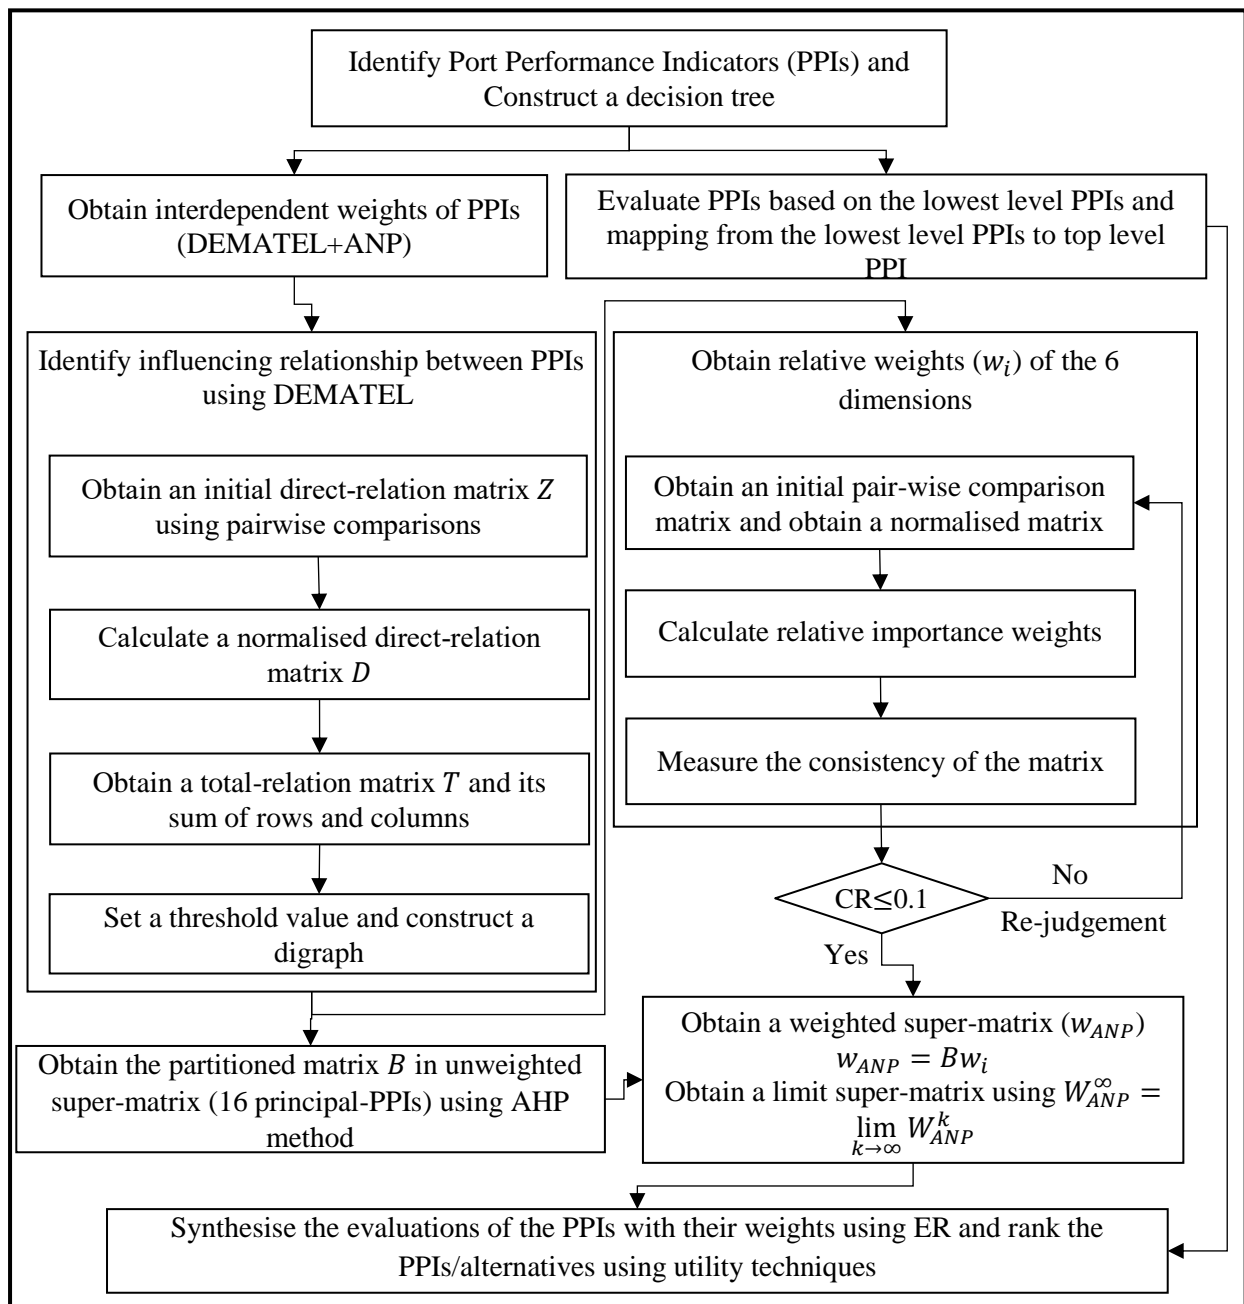 Identify Port Performance Indicators (PPIs) and
Construct a decision tree
Obtain interdependent weights of PPIs
(DEMATEL+ANP)
Evaluate PPIs based on the lowest level PPIs and
mapping from the lowest level PPIs to top level
PPI
Identify influencing relationship between PPIs
using DEMATEL
Obtain an initial direct-relation matrix Z
using pairwise comparisons
Calculate a normalised direct-relation
matrix D
Obtain a total-relation matrix T and its
sum of rows and columns
Set a threshold value and construct a
digraph
Obtain relative weights (w_i) of the 6
dimensions
Obtain an initial pair-wise comparison
matrix and obtain a normalised matrix
Calculate relative importance weights
Measure the consistency of the matrix
CR≤0.1
No
Re-judgement
Yes
Obtain the partitioned matrix B in unweighted
super-matrix (16 principal-PPIs) using AHP
method
Obtain a weighted super-matrix (w_{ANP})
w_{ANP} = Bw_i
Obtain a limit super-matrix using W_{ANP}^∞ =
lim_{k→∞} W_{ANP}^k
Synthesise the evaluations of the PPIs with their weights using ER and rank the
PPIs/alternatives using utility techniques